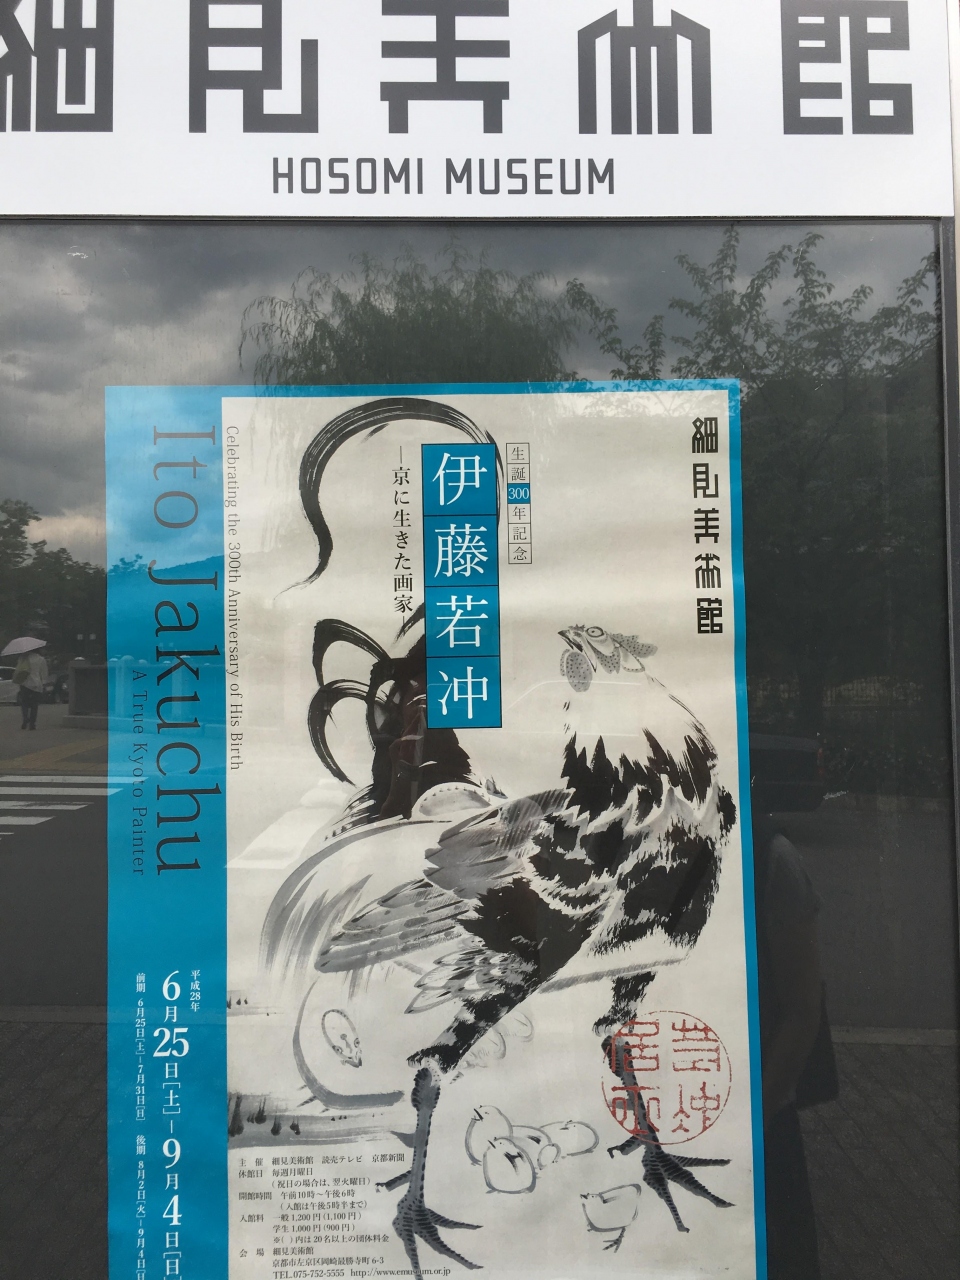 細見美術館
HOSOMI MUSEUM
細見美術館
生誕300年記念
伊藤若冲
―京に生きた画家―
Celebrating the 300th Anniversary of His Birth
Ito Jakuchu
A True Kyoto Painter
平成28年
6月25日[土]―9月4日[日]
前期 6月25日[土]―7月31日[日] 後期 8月2日[火]―9月4日[日]
主催 細見美術館 読売テレビ 京都新聞
休館日 毎週月曜日
(祝日の場合は、翌火曜日)
開館時間 午前10時~午後6時
(入館は午後5時半まで)
入館料 一般 1,200円 (1,100円)
学生 1,000円 (900円)
※( )内は20名以上の団体料金
会場 細見美術館
京都市左京区岡崎最勝寺町 6-3
TEL.075-752-5555 http://www.emuseum.or.jp